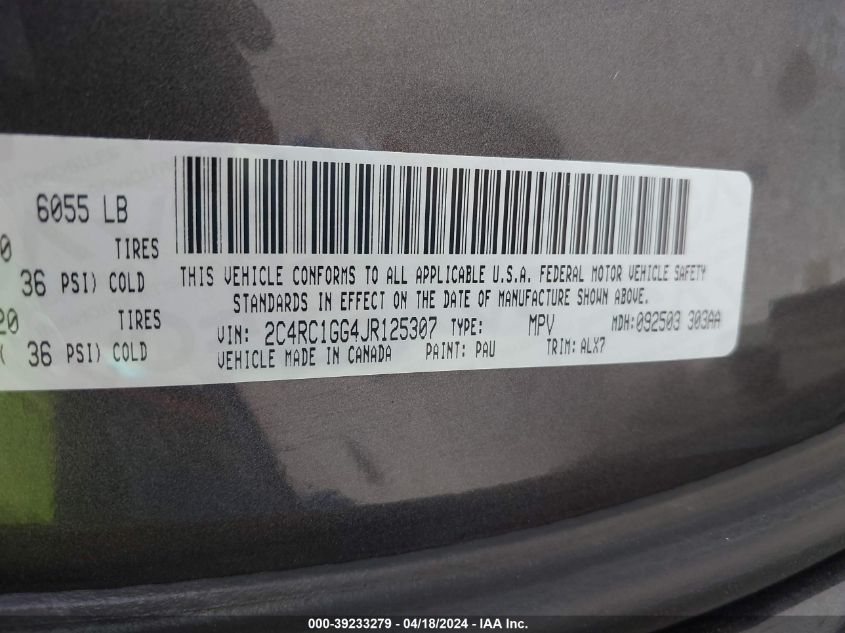 6055 LB
0 TIRES
36 PSI) COLD
20 TIRES
( 36 PSI) COLD
THIS VEHICLE CONFORMS TO ALL APPLICABLE U.S.A. FEDERAL MOTOR VEHICLE SAFETY
STANDARDS IN EFFECT ON THE DATE OF MANUFACTURE SHOWN ABOVE.
VIN: 2C4RC1GG4JR125307 TYPE: MPV MDH:092503 303AA
VEHICLE MADE IN CANADA PAINT: PAU TRIM: ALX7
000-39233279 - 04/18/2024 - IAA Inc.